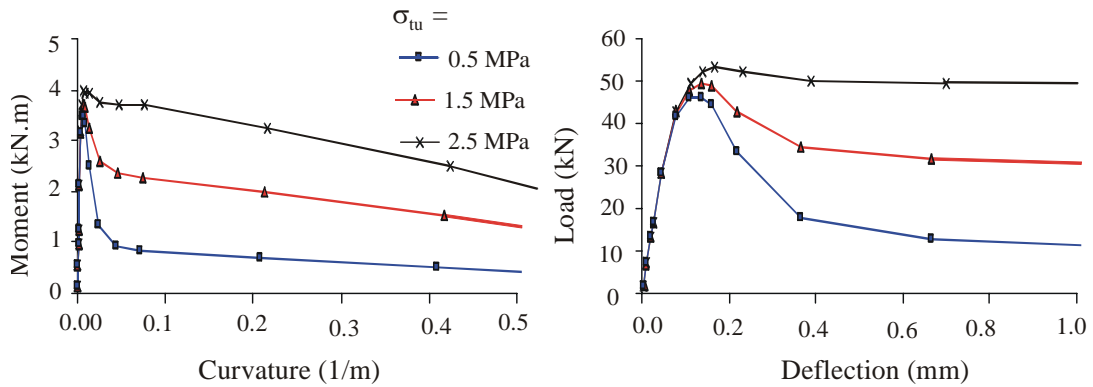 σtu =
0.5 MPa
1.5 MPa
2.5 MPa
Moment (kN.m)
5
4
3
2
1
0
0.00 0.1 0.2 0.3 0.4 0.5
Curvature (1/m)
Load (kN)
60
50
40
30
20
10
0
0.0 0.2 0.4 0.6 0.8 1.0
Deflection (mm)